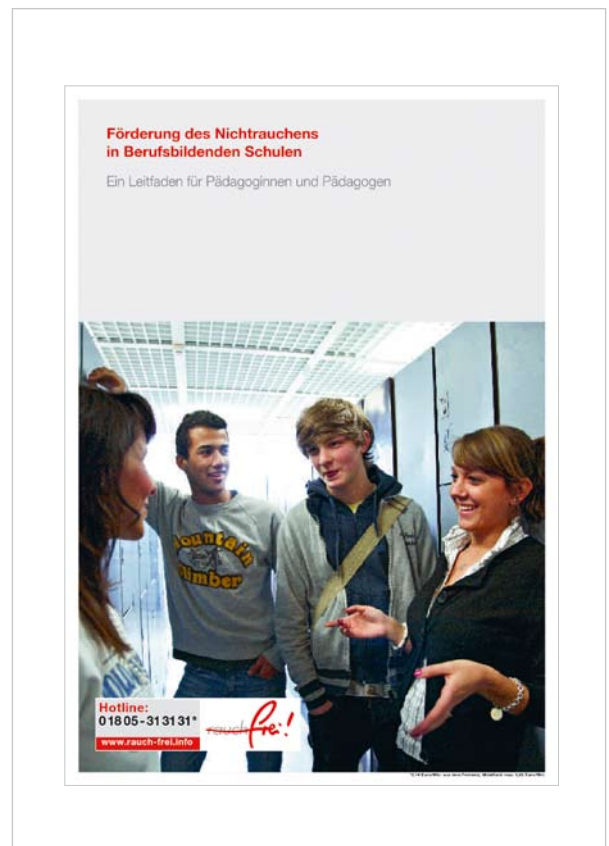 Förderung des Nichtrauchens
in Berufsbildenden Schulen
Ein Leitfaden für Pädagoginnen und Pädagogen
Mountain
Climber
Hotline:
01805-313131*
www.rauch-frei.info
rauch frei!